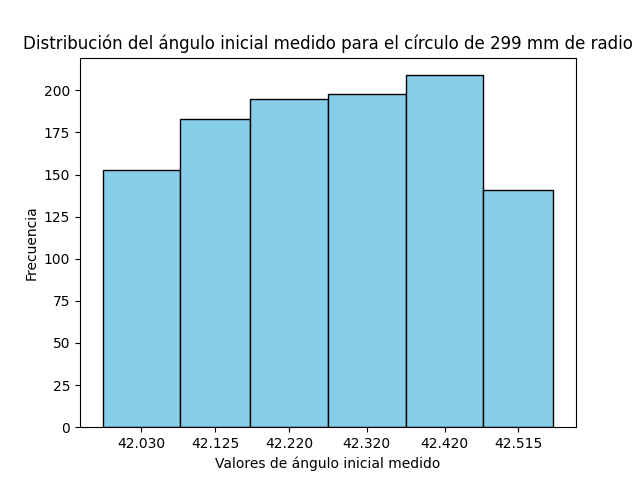 Distribución del ángulo inicial medido para el círculo de 299 mm de radio
200
175
150
125
100
75
50
25
0
Frecuencia
42.030 42.125 42.220 42.320 42.420 42.515
Valores de ángulo inicial medido